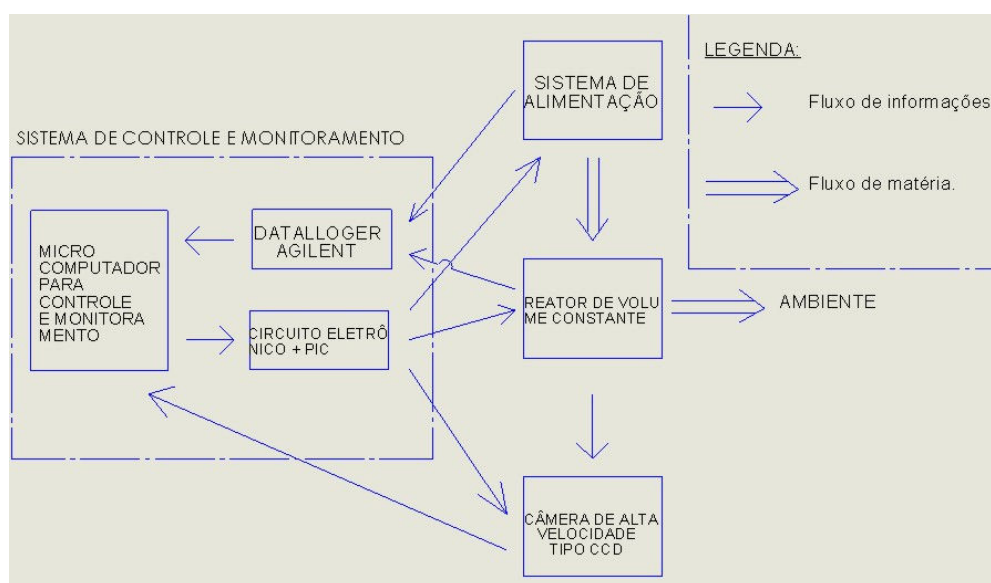 SISTEMA DE
ALIMENTAÇÃO
LEGENDA:
Fluxo de informações
Fluxo de matéria.
SISTEMA DE CONTROLE E MONITORAMENTO
MICRO
COMPUTADOR
PARA
CONTROLE
E MONITORA
MENTO
DATALLOGER
AGILENT
CIRCUITO ELETRÔ
NICO + PIC
REATOR DE VOLU
ME CONSTANTE
AMBIENTE
CÂMERA DE ALTA
VELOCIDADE
TIPO CCD